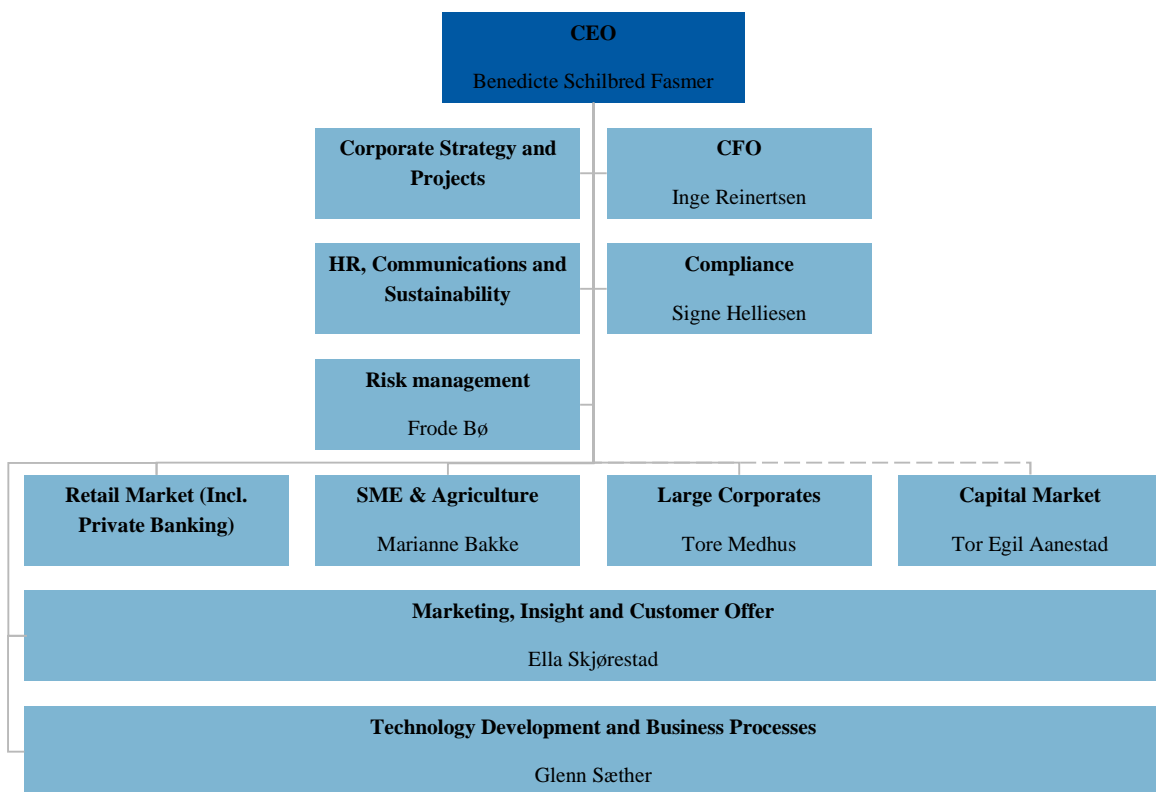 CEO
Benedicte Schilbred Fasmer
Corporate Strategy and
Projects
CFO
Inge Reinertsen
HR, Communications and
Sustainability
Compliance
Signe Helliesen
Risk management
Frode Bø
Retail Market (Incl.
Private Banking)
SME & Agriculture
Marianne Bakke
Large Corporates
Tore Medhus
Capital Market
Tor Egil Aanestad
Marketing, Insight and Customer Offer
Ella Skjørestad
Technology Development and Business Processes
Glenn Sæther